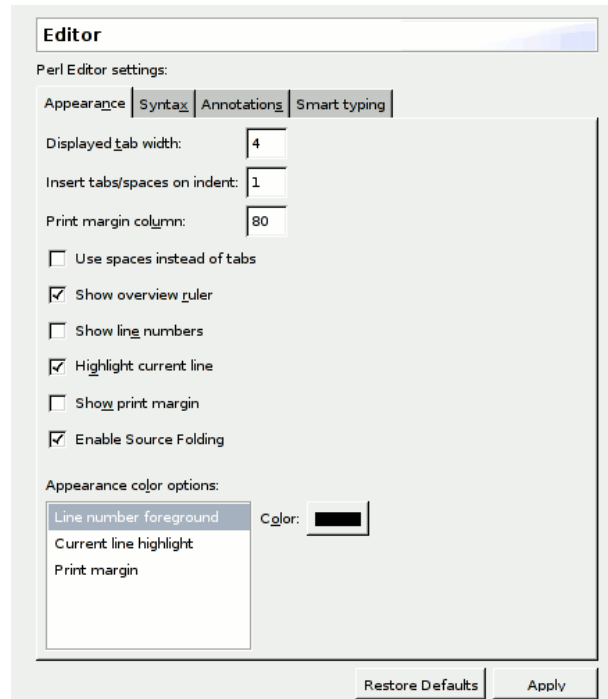 Editor
Perl Editor settings:
Appearance Syntax Annotations Smart typing
Displayed tab width: 4
Insert tabs/spaces on indent: 1
Print margin column: 80
Use spaces instead of tabs
Show overview ruler
Show line numbers
Highlight current line
Show print margin
Enable Source Folding
Appearance color options:
Line number foreground Color:
Current line highlight
Print margin
Restore Defaults Apply